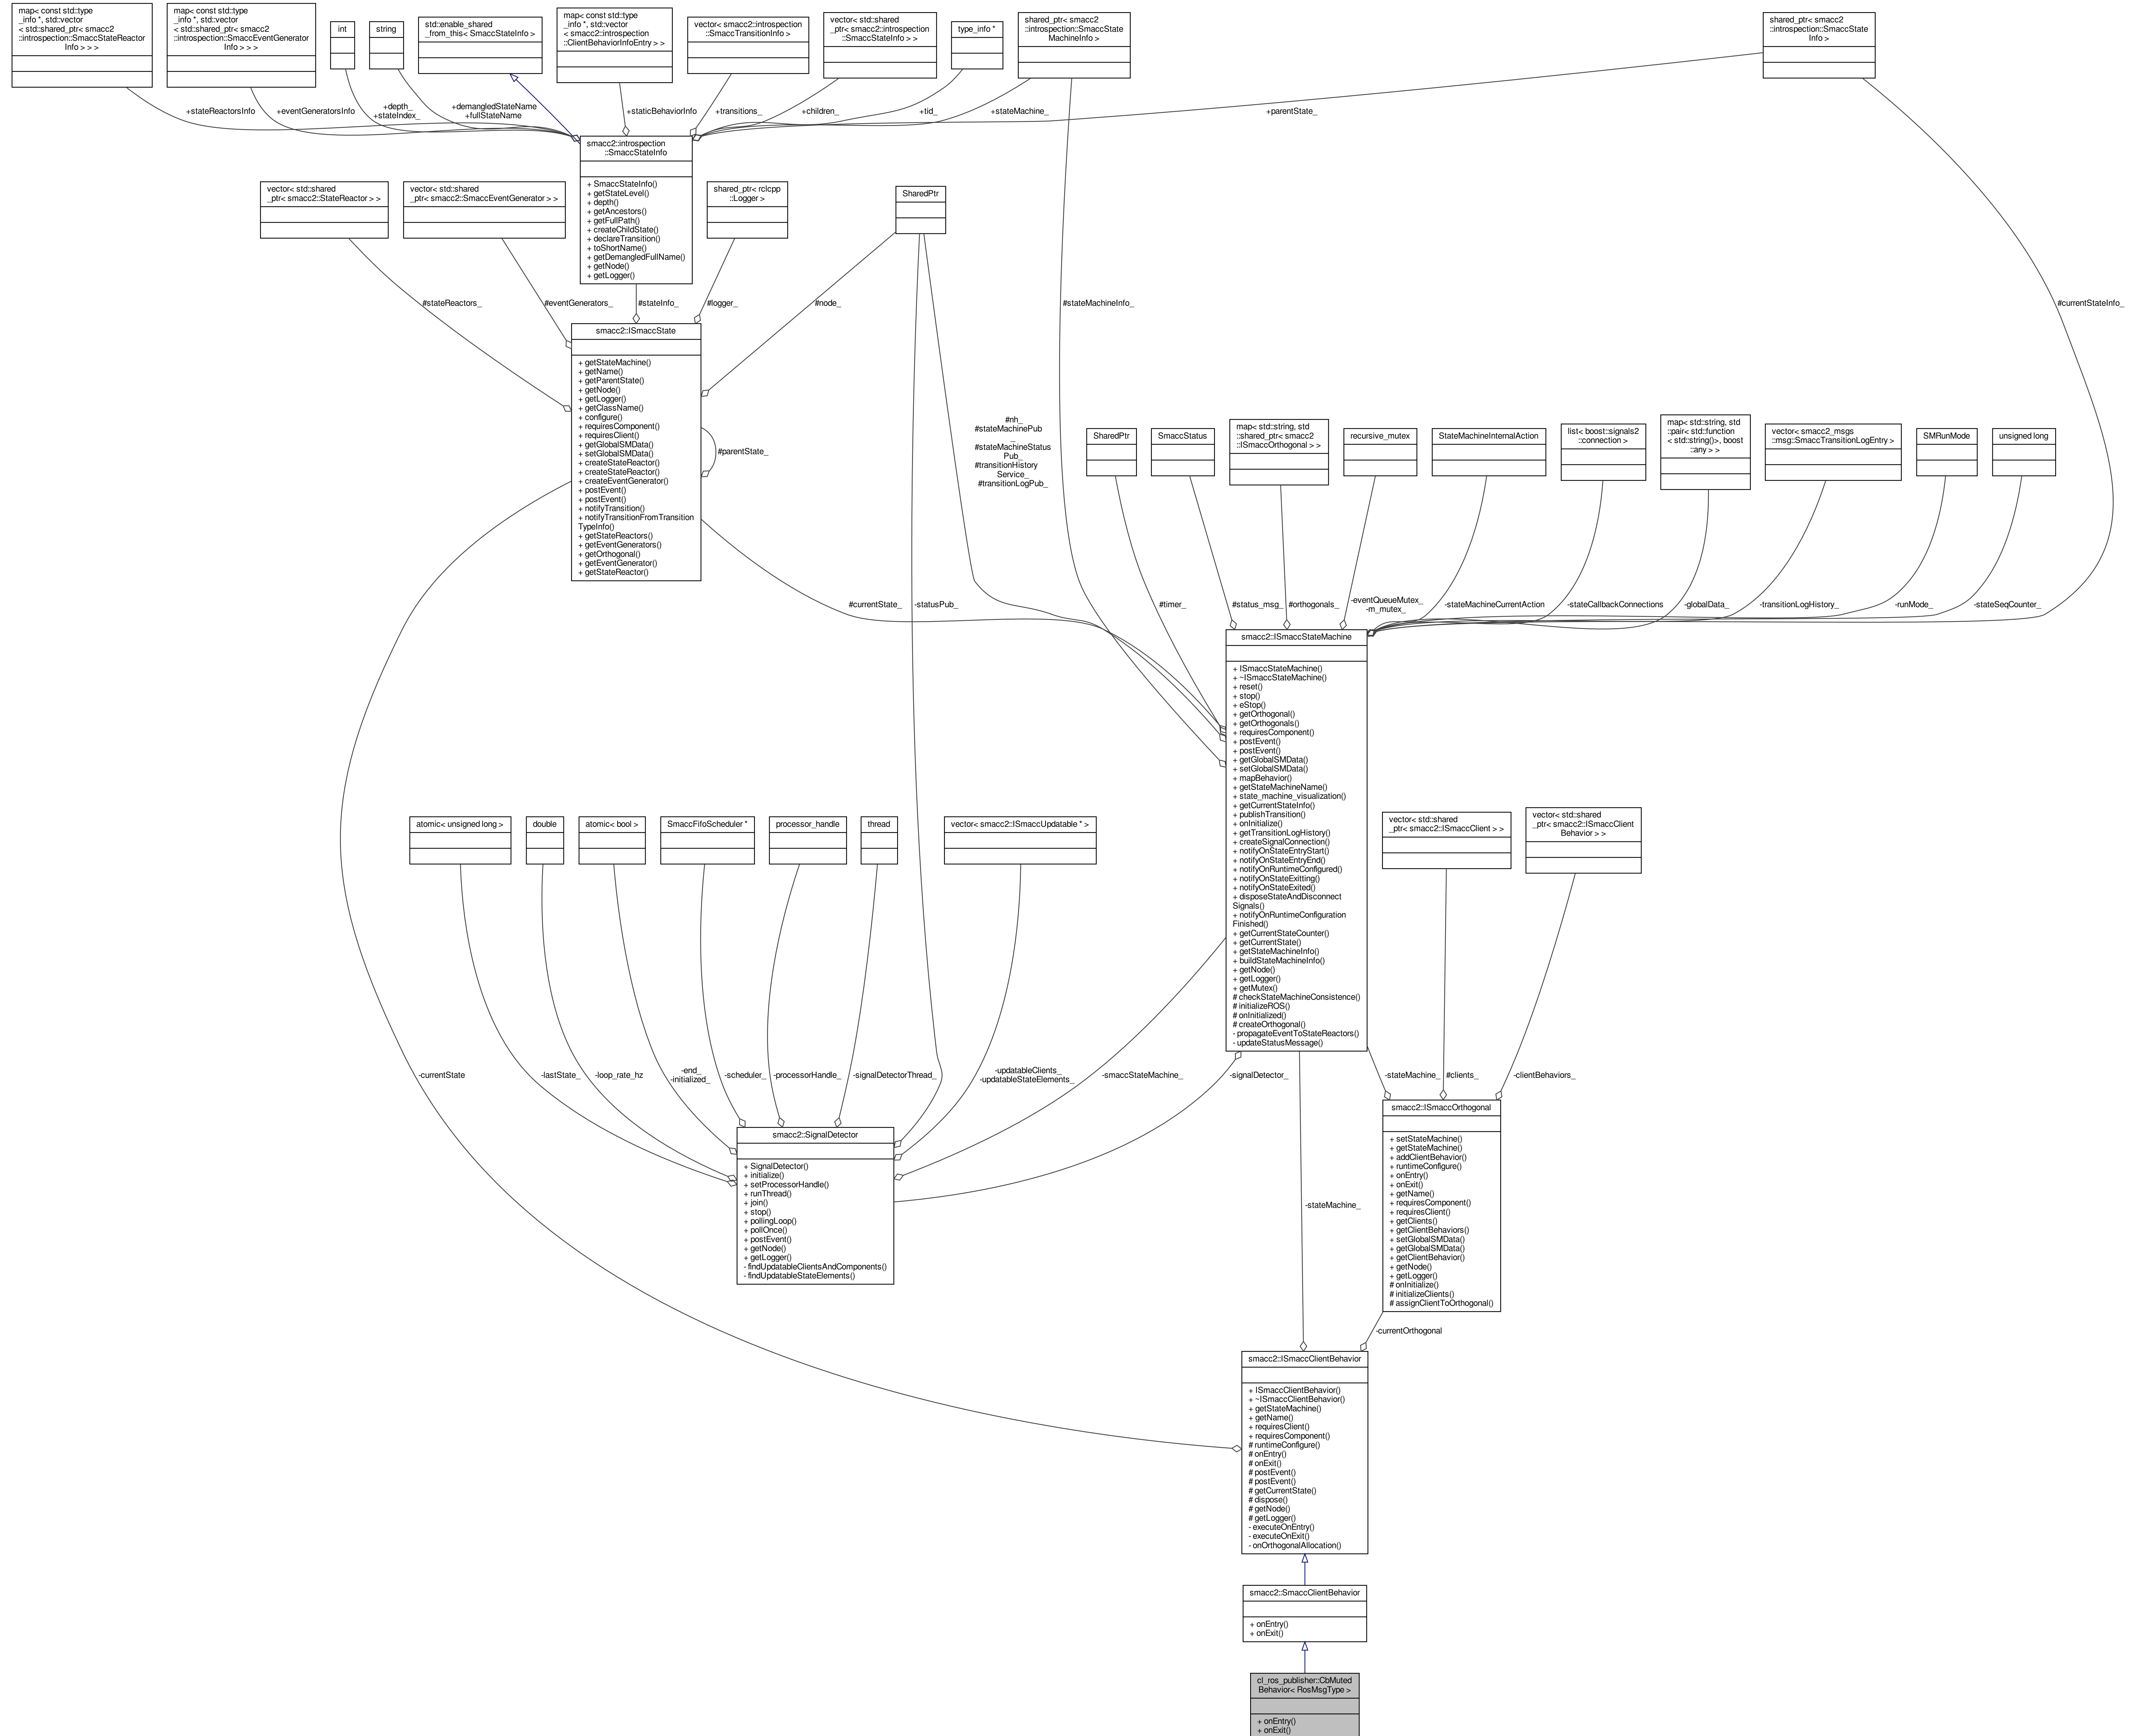 map< const std::type
_info *, std::vector
< std::shared_ptr< smacc2
::introspection::SmaccStateReactor
Info > > >
map< const std::type
_info *, std::vector
< std::shared_ptr< smacc2
::introspection::SmaccEventGenerator
Info > > >
int
string
std::enable_shared
_from_this< SmaccStateInfo >
map< const std::type
_info *, std::vector
< smacc2::introspection
::ClientBehaviorInfoEntry > >
vector< smacc2::introspection
::SmaccTransitionInfo >
vector< std::shared
_ptr< smacc2::introspection
::SmaccStateInfo > >
type_info *
shared_ptr< smacc2
::introspection::SmaccState
MachineInfo >
shared_ptr< smacc2
::introspection::SmaccState
Info >
+stateReactorsInfo
+eventGeneratorsInfo
+depth_
+stateIndex_
+demangledStateName
+fullStateName
+staticBehaviorInfo
+transitions_
+children_
+tid_
+stateMachine_
+parentState_
smacc2::introspection
::SmaccStateInfo
+ SmaccStateInfo()
+ getStateLevel()
+ depth()
+ getAncestors()
+ getFullPath()
+ createChildState()
+ declareTransition()
+ toShortName()
+ getDemangledFullName()
+ getNode()
+ getLogger()
vector< std::shared
_ptr< smacc2::StateReactor > >
vector< std::shared
_ptr< smacc2::SmaccEventGenerator > >
shared_ptr< rclcpp
::Logger >
SharedPtr
#stateReactors_
#eventGenerators_
#stateInfo_
#logger_
#node_
#stateMachineInfo_
#currentStateInfo_
smacc2::ISmaccState
+ getStateMachine()
+ getName()
+ getParentState()
+ getNode()
+ getLogger()
+ getClassName()
+ configure()
+ requiresComponent()
+ requiresClient()
+ getGlobalSMData()
+ setGlobalSMData()
+ createStateReactor()
+ createStateReactor()
+ createEventGenerator()
+ postEvent()
+ postEvent()
+ notifyTransition()
+ notifyTransitionFromTransition
TypeInfo()
+ getStateReactors()
+ getEventGenerators()
+ getOrthogonal()
+ getEventGenerator()
+ getStateReactor()
#parentState_
#nh_
#stateMachinePub
_
#stateMachineStatus
Pub_
#transitionHistory
Service_
#transitionLogPub_
SharedPtr
SmaccStatus
map< std::string, std
::shared_ptr< smacc2
::ISmaccOrthogonal > >
recursive_mutex
StateMachineInternalAction
list< boost::signals2
::connection >
map< std::string, std
::pair< std::function
< std::string()>, boost
::any > >
vector< smacc2_msgs
::msg::SmaccTransitionLogEntry >
SMRunMode
unsigned long
#currentState_
-statusPub_
#timer_
#status_msg_
#orthogonals_
-eventQueueMutex_
-m_mutex_
-stateMachineCurrentAction
-stateCallbackConnections
-globalData_
-transitionLogHistory_
-runMode_
-stateSeqCounter_
smacc2::ISmaccStateMachine
+ ISmaccStateMachine()
+ ~ISmaccStateMachine()
+ reset()
+ stop()
+ eStop()
+ getOrthogonal()
+ getOrthogonals()
+ requiresComponent()
+ postEvent()
+ postEvent()
+ getGlobalSMData()
+ setGlobalSMData()
+ mapBehavior()
+ getStateMachineName()
+ state_machine_visualization()
+ getCurrentStateInfo()
+ publishTransition()
+ onInitialize()
+ getTransitionLogHistory()
+ createSignalConnection()
+ notifyOnStateEntryStart()
+ notifyOnStateEntryEnd()
+ notifyOnRuntimeConfigured()
+ notifyOnStateExitting()
+ notifyOnStateExited()
+ disposeStateAndDisconnect
Signals()
+ notifyOnRuntimeConfiguration
Finished()
+ getCurrentStateCounter()
+ getCurrentState()
+ getStateMachineInfo()
+ buildStateMachineInfo()
+ getNode()
+ getLogger()
+ getMutex()
# checkStateMachineConsistence()
# initializeROS()
# onInitialized()
# createOrthogonal()
- propagateEventToStateReactors()
- updateStatusMessage()
atomic< unsigned long >
double
atomic< bool >
SmaccFifoScheduler *
processor_handle
thread
vector< smacc2::ISmaccUpdatable * >
vector< std::shared
_ptr< smacc2::ISmaccClient > >
vector< std::shared
_ptr< smacc2::ISmaccClient
Behavior > >
-currentState
-lastState_
-loop_rate_hz
-end_
-initialized_
-scheduler_
-processorHandle_
-signalDetectorThread_
-updatableClients_
-updatableStateElements_
-smaccStateMachine_
-signalDetector_
-stateMachine_
#clients_
-clientBehaviors_
smacc2::SignalDetector
+ SignalDetector()
+ initialize()
+ setProcessorHandle()
+ runThread()
+ join()
+ stop()
+ pollingLoop()
+ pollOnce()
+ postEvent()
+ getNode()
+ getLogger()
- findUpdatableClientsAndComponents()
- findUpdatableStateElements()
smacc2::ISmaccOrthogonal
+ setStateMachine()
+ getStateMachine()
+ addClientBehavior()
+ runtimeConfigure()
+ onEntry()
+ onExit()
+ getName()
+ requiresComponent()
+ requiresClient()
+ getClients()
+ getClientBehaviors()
+ setGlobalSMData()
+ getGlobalSMData()
+ getClientBehavior()
+ getNode()
+ getLogger()
# onInitialize()
# initializeClients()
# assignClientToOrthogonal()
-stateMachine_
-currentOrthogonal
smacc2::ISmaccClientBehavior
+ ISmaccClientBehavior()
+ ~ISmaccClientBehavior()
+ getStateMachine()
+ getName()
+ requiresClient()
+ requiresComponent()
# runtimeConfigure()
# onEntry()
# onExit()
# postEvent()
# postEvent()
# getCurrentState()
# dispose()
# getNode()
# getLogger()
- executeOnEntry()
- executeOnExit()
- onOrthogonalAllocation()
smacc2::SmaccClientBehavior
+ onEntry()
+ onExit()
cl_ros_publisher::CbMuted
Behavior< RosMsgType >
+ onEntry()
+ onExit()